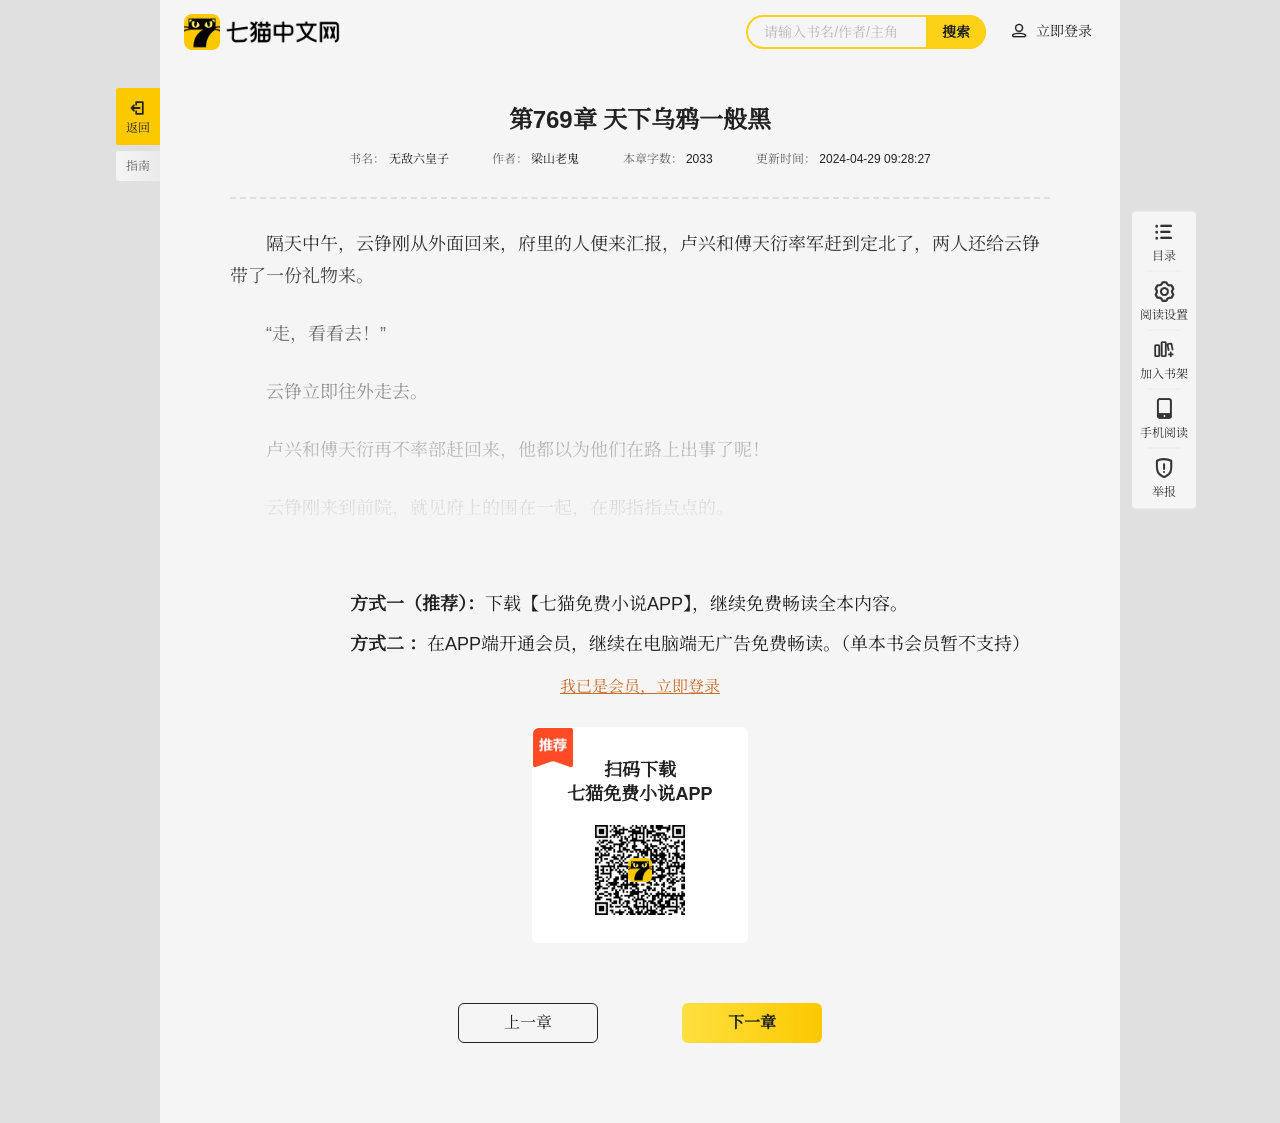 七猫中文网
请输入书名/作者/主角
搜索
立即登录
返回
指南
第769章 天下乌鸦一般黑
书名： 无敌六皇子 作者： 梁山老鬼 本章字数： 2033 更新时间： 2024-04-29 09:28:27
隔天中午，云铮刚从外面回来，府里的人便来汇报，卢兴和傅天衍率军赶到定北了，两人还给云铮
带了一份礼物来。
“走，看看去！”
云铮立即往外走去。
卢兴和傅天衍再不率部赶回来，他都以为他们在路上出事了呢！
云铮刚来到前院，就见府上的围在一起，在那指指点点的。
方式一（推荐）：下载【七猫免费小说APP】，继续免费畅读全本内容。
方式二 ：在APP端开通会员，继续在电脑端无广告免费畅读。（单本书会员暂不支持）
我已是会员，立即登录
推荐
扫码下载
七猫免费小说APP
上一章
下一章
目录
阅读设置
加入书架
手机阅读
举报